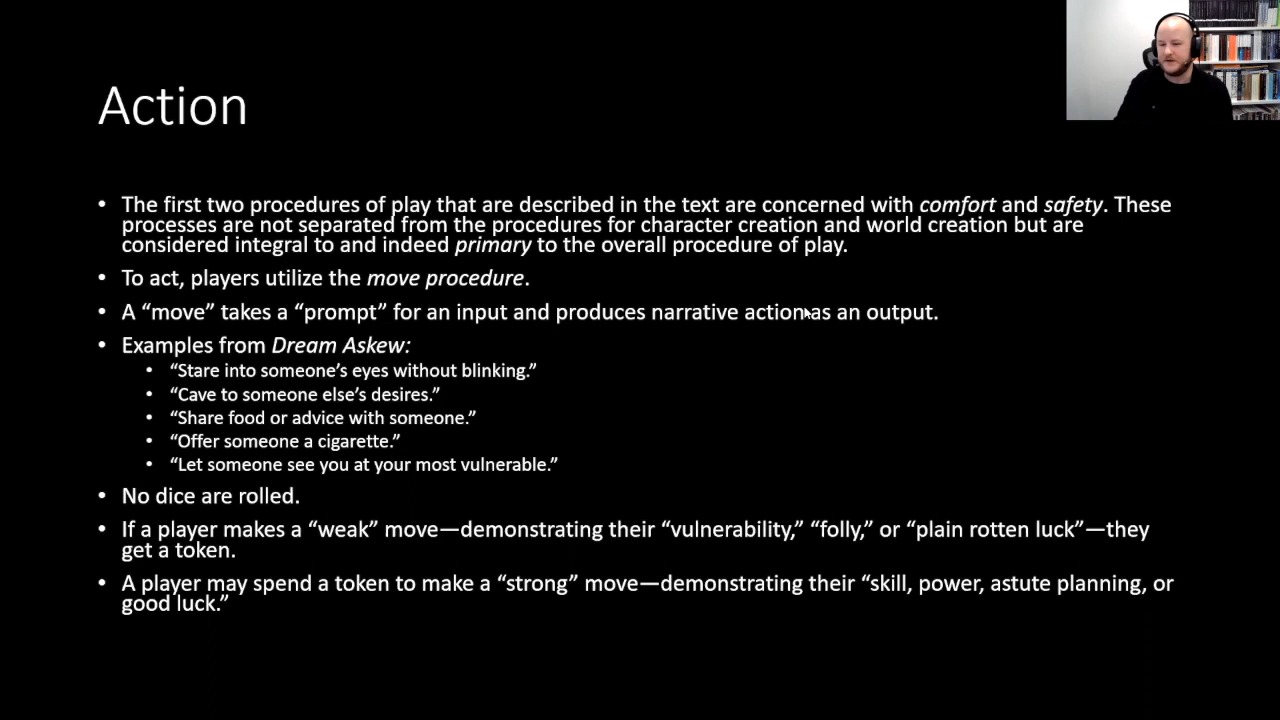 Action
• The first two procedures of play that are described in the text are concerned with comfort and safety. These
processes are not separated from the procedures for character creation and world creation but are
considered integral to and indeed primary to the overall procedure of play.
• To act, players utilize the move procedure.
• A “move” takes a “prompt” for an input and produces narrative action as an output.
• Examples from Dream Askew:
• “Stare into someone’s eyes without blinking.”
• “Cave to someone else’s desires.”
• “Share food or advice with someone.”
• “Offer someone a cigarette.”
• “Let someone see you at your most vulnerable.”
• No dice are rolled.
• If a player makes a “weak” move—demonstrating their “vulnerability,” “folly,” or “plain rotten luck”—they
get a token.
• A player may spend a token to make a “strong” move—demonstrating their “skill, power, astute planning, or
good luck.”